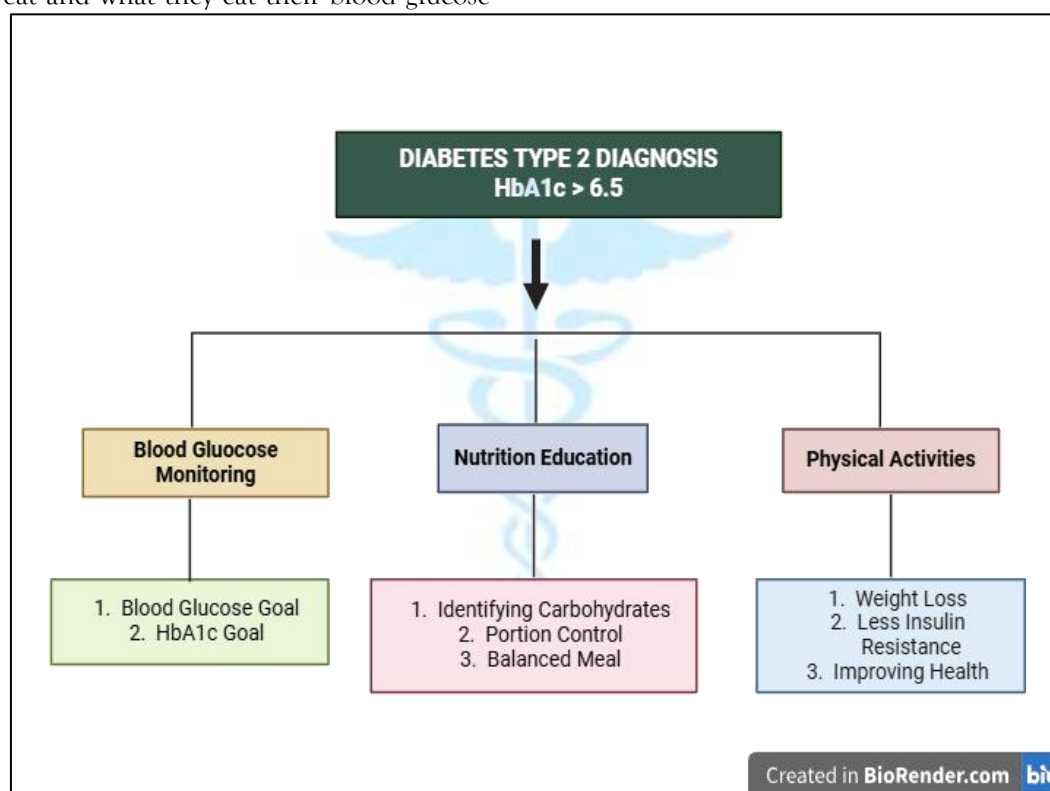 eat and what they eat their blood glucose
DIABETES TYPE 2 DIAGNOSIS
HbA1c > 6.5
Blood Gluocose
Monitoring
Nutrition Education
Physical Activities
1. Blood Glucose Goal
2. HbA1c Goal
1. Identifying Carbohydrates
2. Portion Control
3. Balanced Meal
1. Weight Loss
2. Less Insulin
Resistance
3. Improving Health
Created in BioRender.com